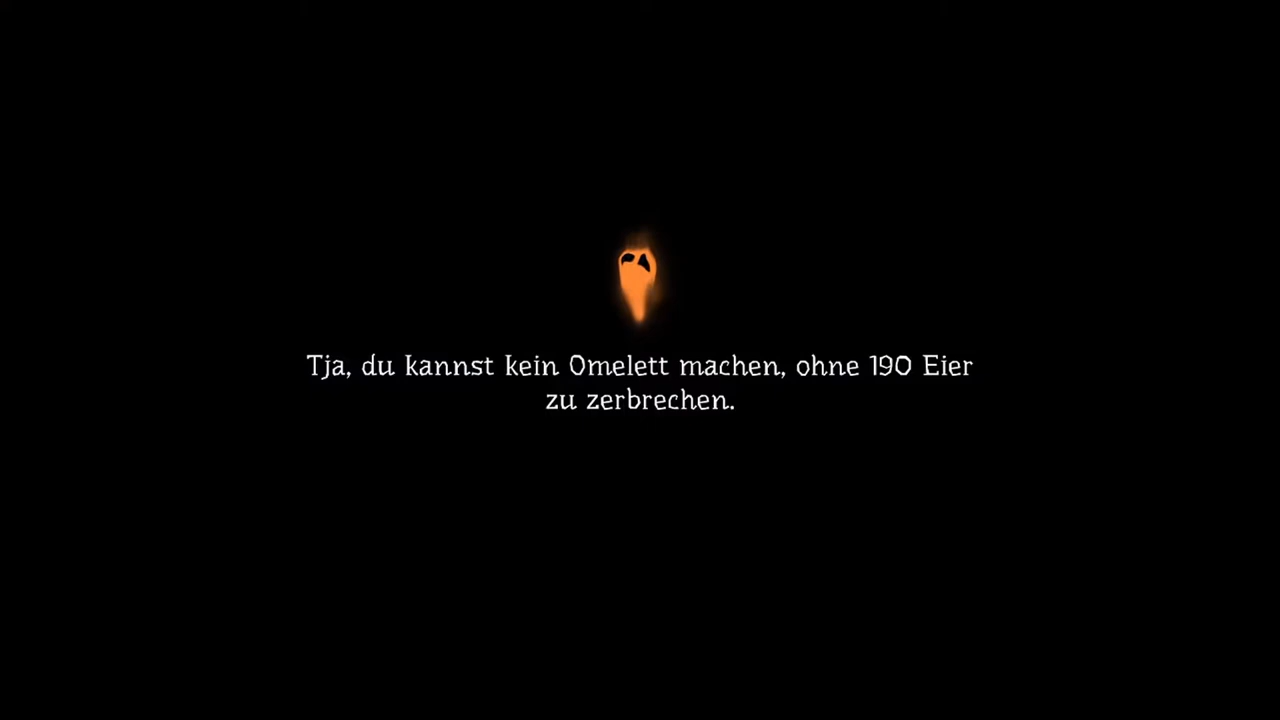 Tja, du kannst kein Omelett machen, ohne 190 Eier
zu zerbrechen.